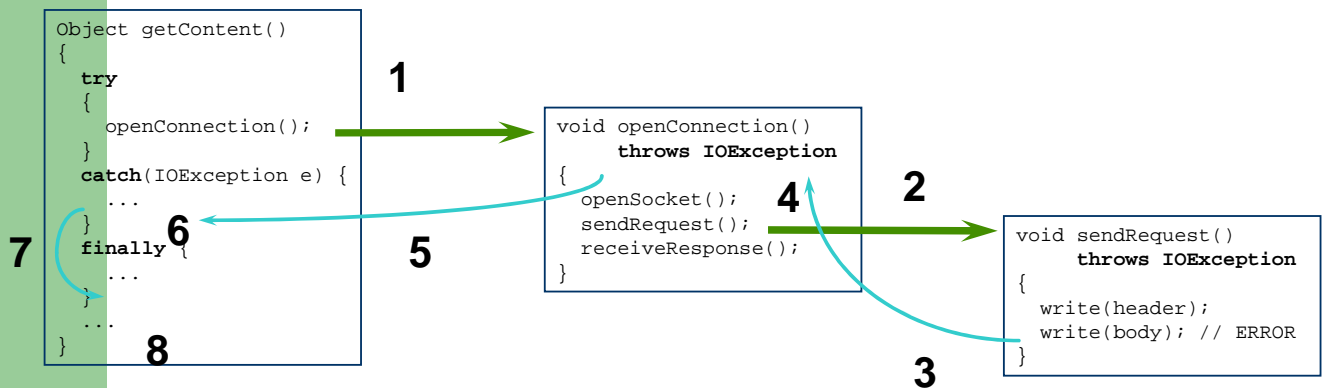 Object getContent()
{
try
{
openConnection();
}
catch(IOException e) {
...
}
finally {
...
}
...
}
1
void openConnection()
throws IOException
{
openSocket();
sendRequest();
receiveResponse();
}
2
void sendRequest()
throws IOException
{
write(header);
write(body); // ERROR
}
3
4
5
6
7
8